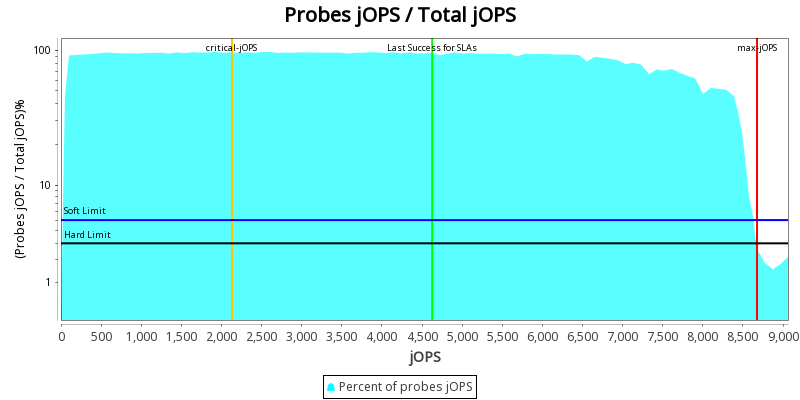 Probes jOPS / Total jOPS
(Probes jOPS / Total jOPS)%
100
10
1
critical-jOPS
Last Success for SLAs
max-jOPS
Soft Limit
Hard Limit
0 500 1,000 1,500 2,000 2,500 3,000 3,500 4,000 4,500 5,000 5,500 6,000 6,500 7,000 7,500 8,000 8,500 9,000
jOPS
Percent of probes jOPS